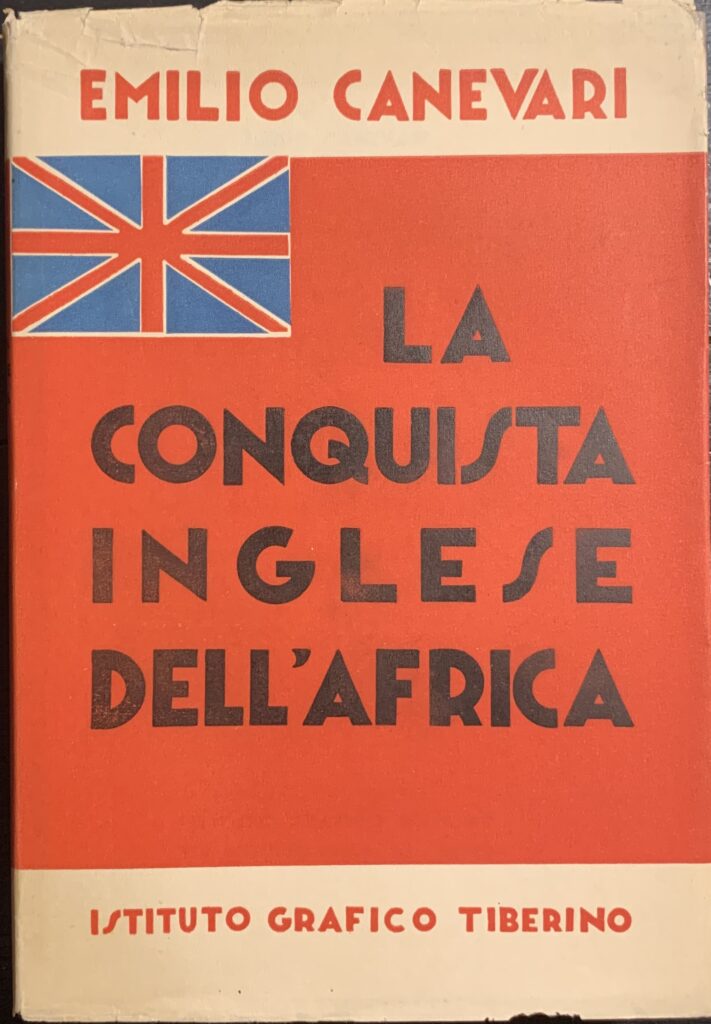 EMILIO CANEVARI
LA
CONQUISTA
INGLESE
DELL'AFRICA
ISTITUTO GRAFICO TIBERINO